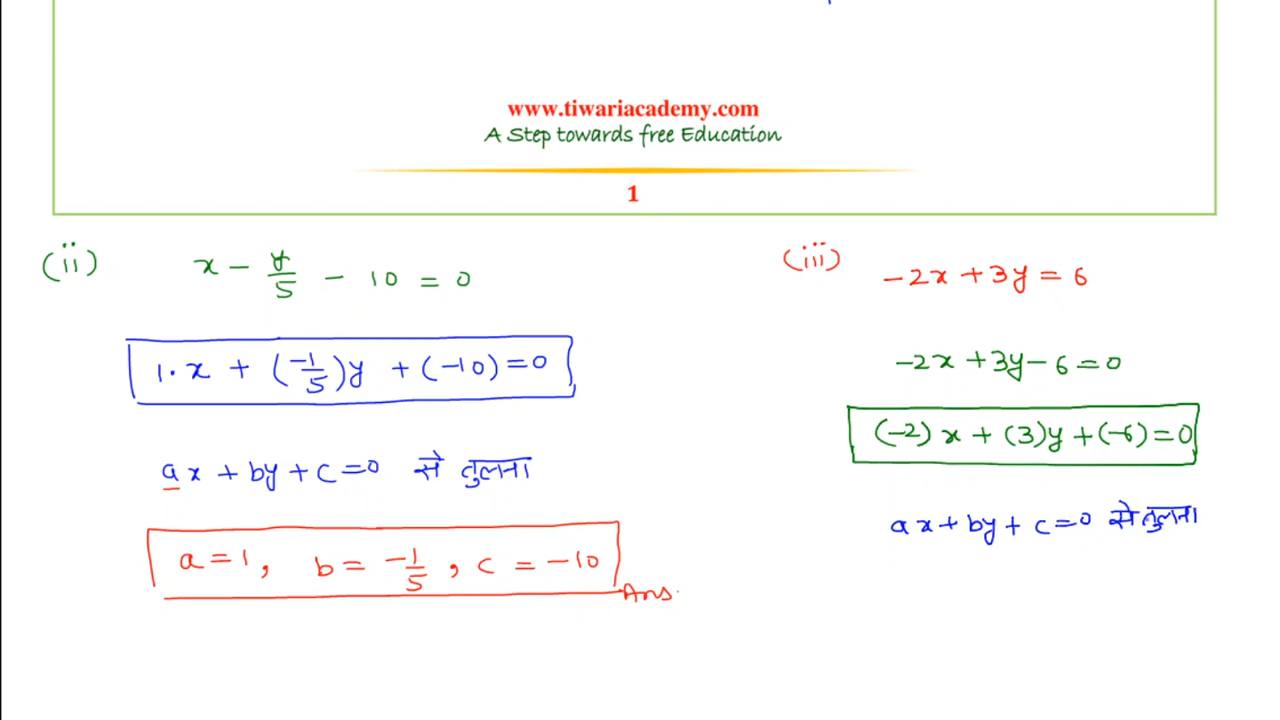 www.tiwariacademy.com
A Step towards free Education
1
(ii) x - y/5 - 10 = 0
1. x + (-1/5)y + (-10) = 0
ax + by + c = 0 से तुलना
a = 1, b = -1/5, c = -10
Ans.
(iii) -2x + 3y = 6
-2x + 3y - 6 = 0
(-2) x + (3)y + (-6) = 0
ax + by + c = 0 से तुलना